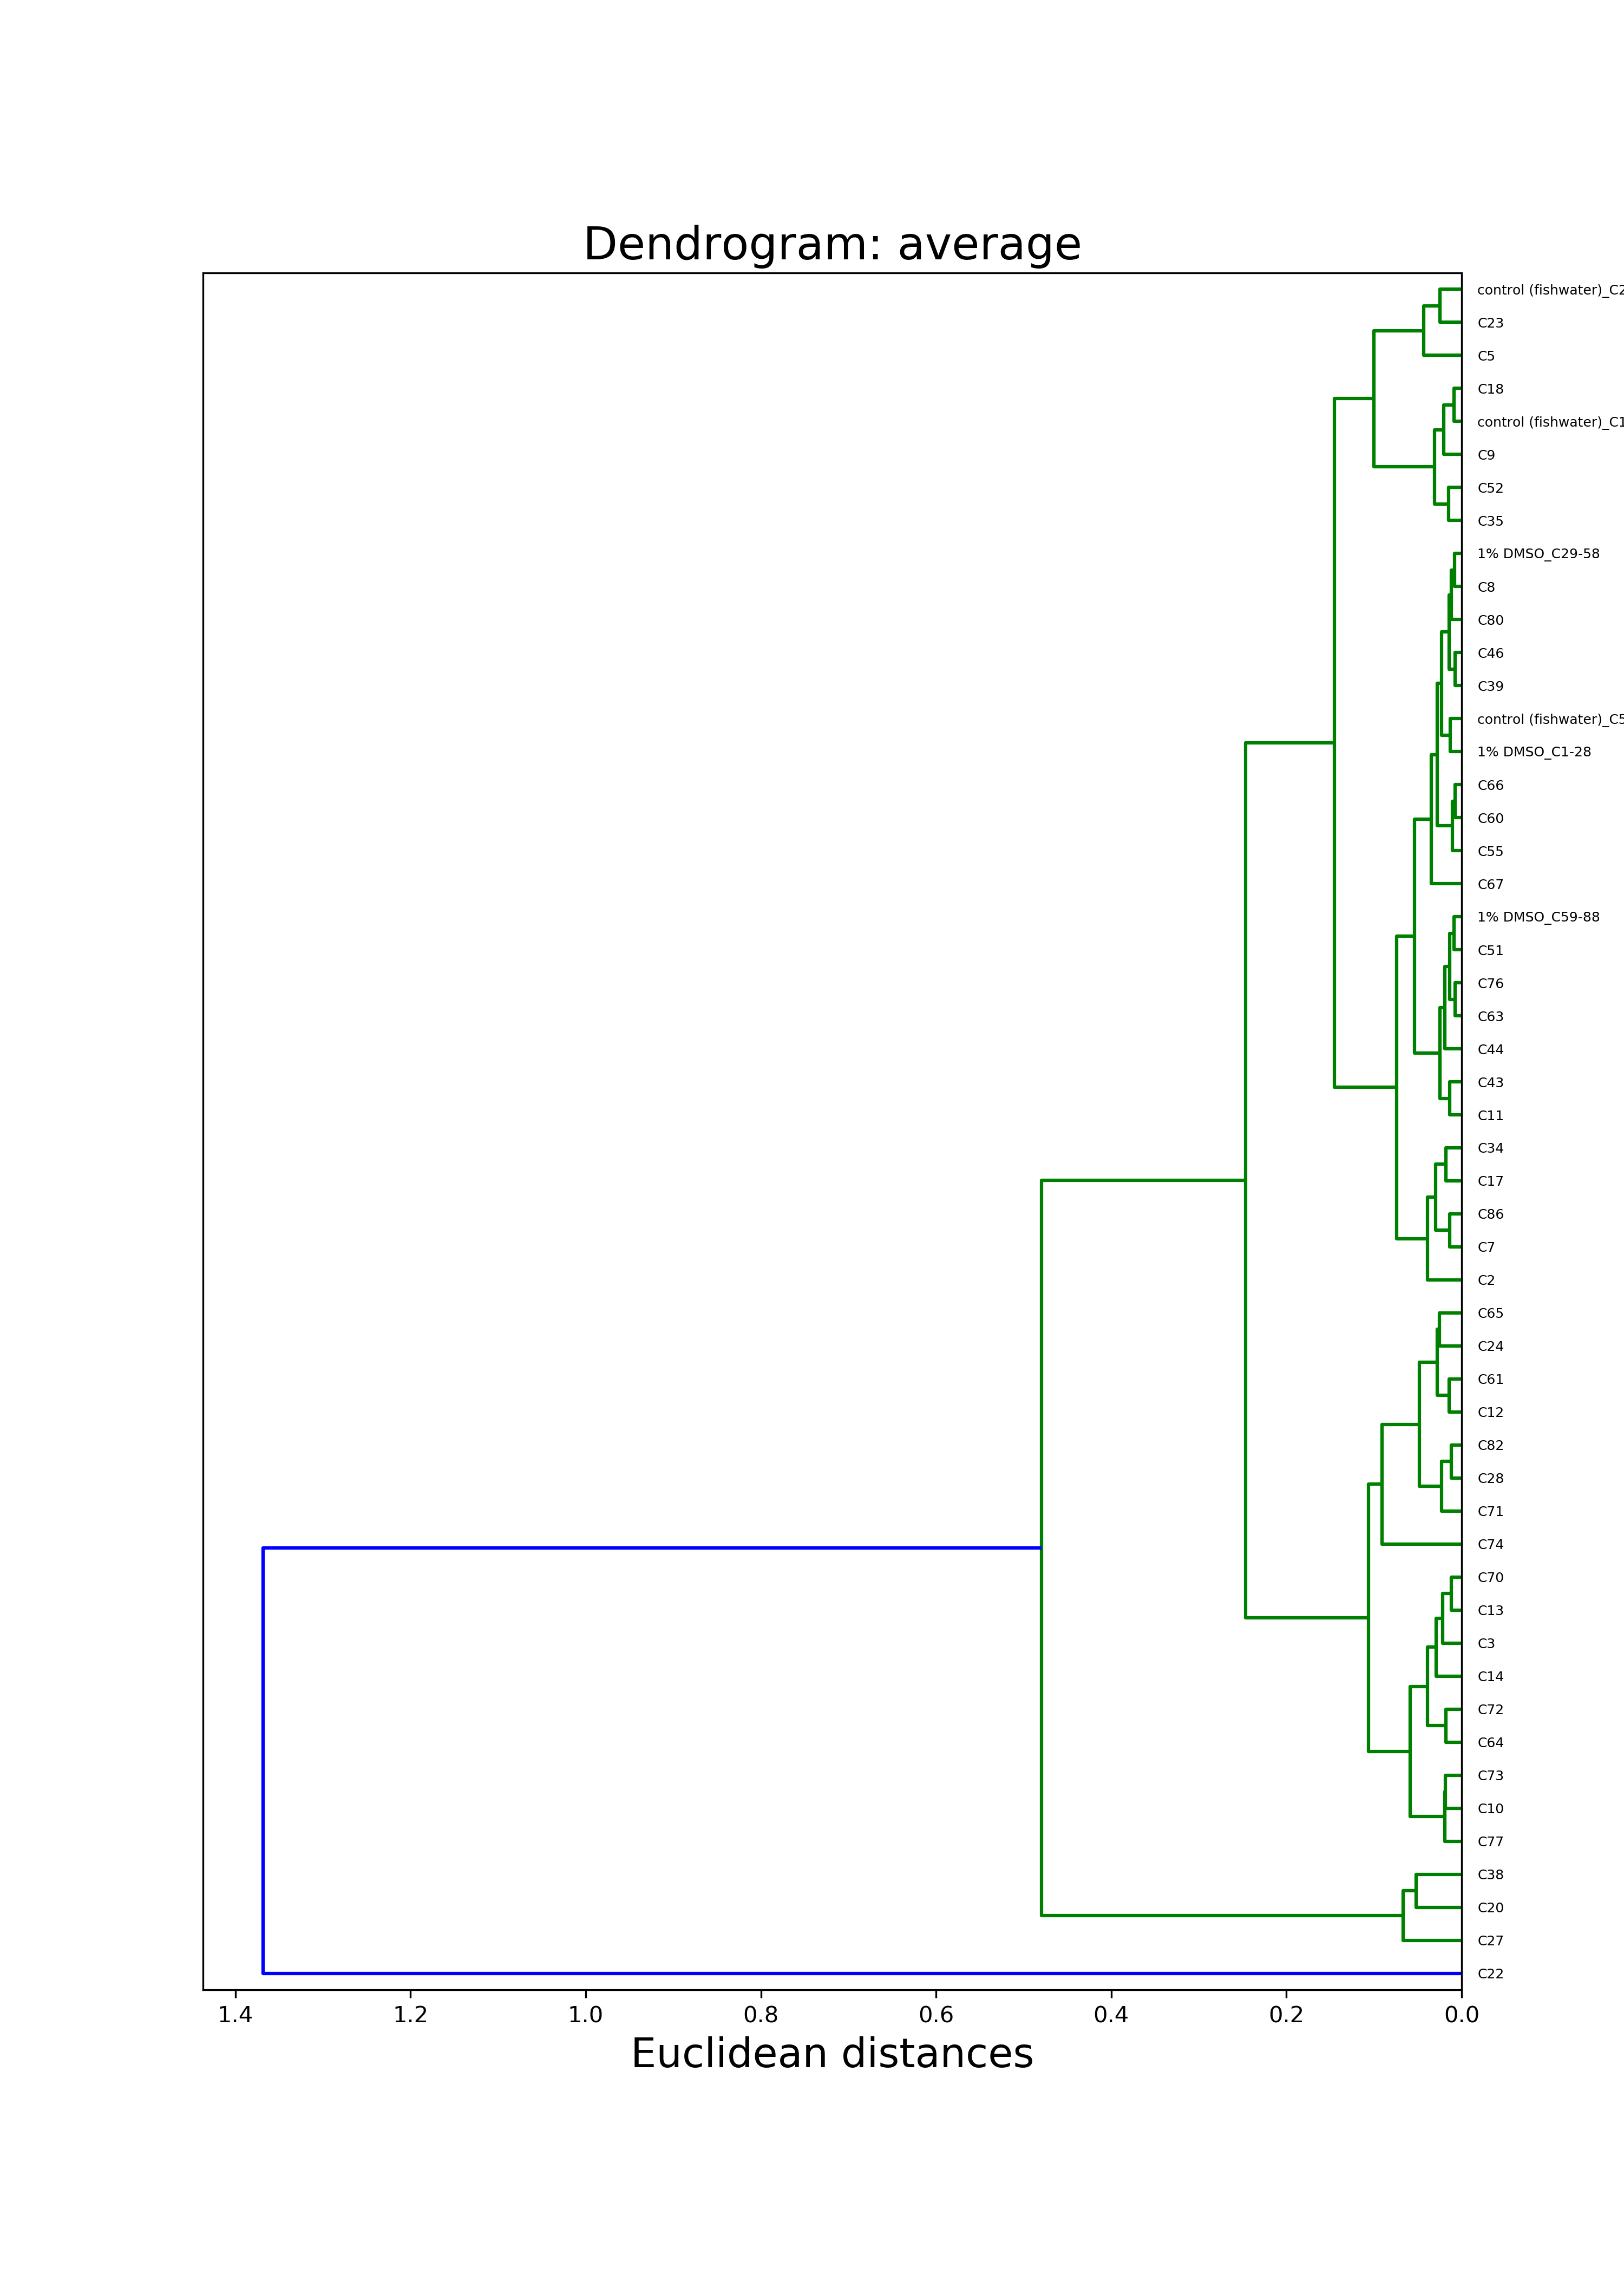 Dendrogram: average
control (fishwater)_C2
C23
C5
C18
control (fishwater)_C1
C9
C52
C35
1% DMSO_C29-58
C8
C80
C46
C39
control (fishwater)_C5
1% DMSO_C1-28
C66
C60
C55
C67
1% DMSO_C59-88
C51
C76
C63
C44
C43
C11
C34
C17
C86
C7
C2
C65
C24
C61
C12
C82
C28
C71
C74
C70
C13
C3
C14
C72
C64
C73
C10
C77
C38
C20
C27
C22
1.4 1.2 1.0 0.8 0.6 0.4 0.2 0.0
Euclidean distances